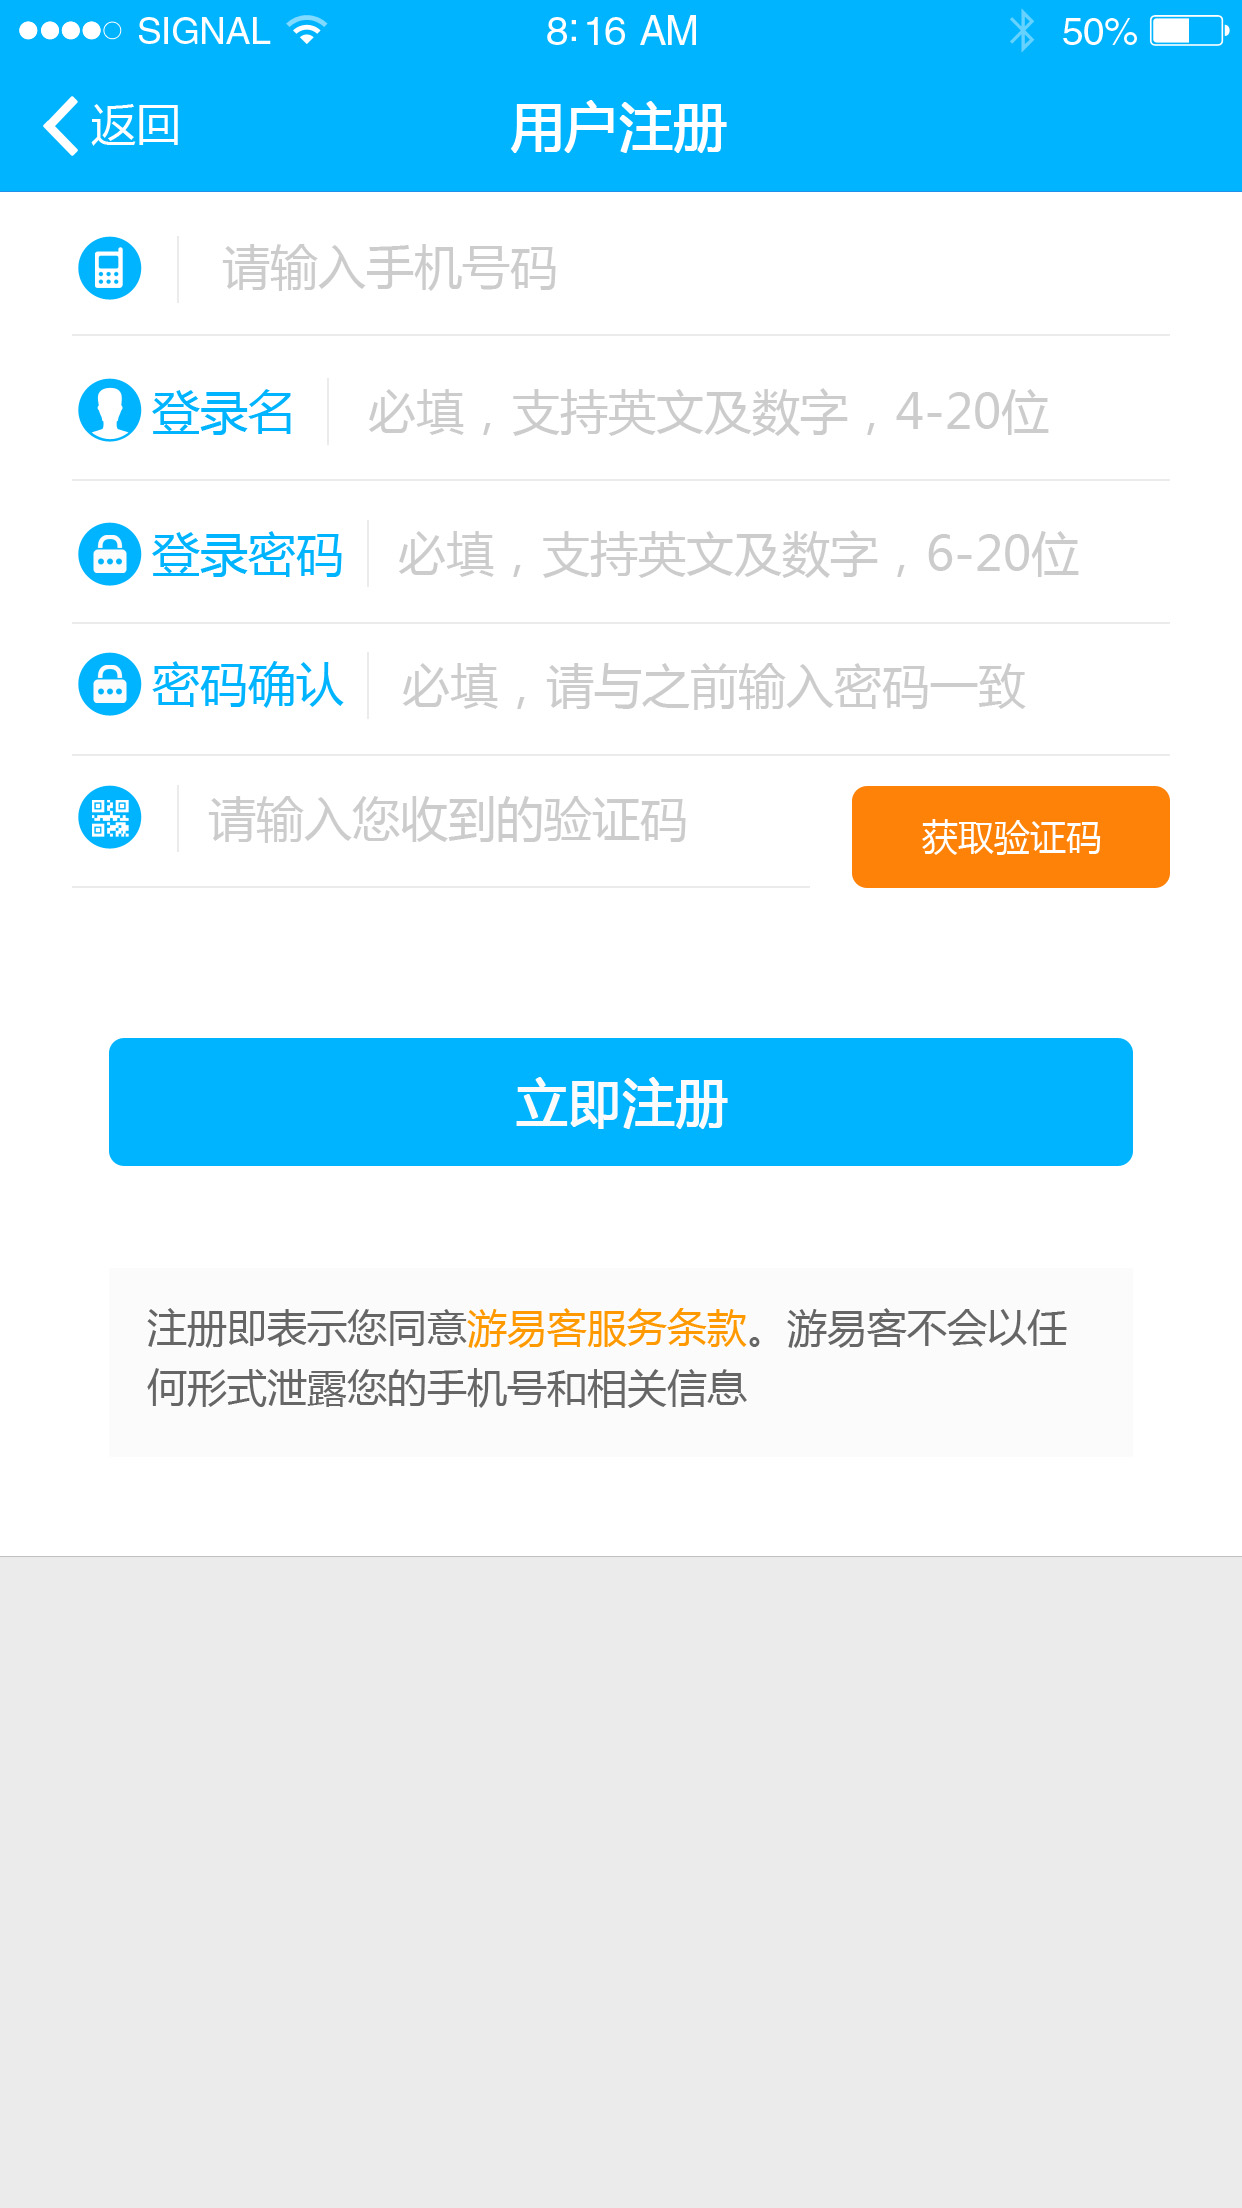 SIGNAL 8:16 AM 50%
返回 用户注册
请输入手机号码
登录名 必填，支持英文及数字，4-20位
登录密码 必填，支持英文及数字，6-20位
密码确认 必填，请与之前输入密码一致
请输入您收到的验证码 获取验证码
立即注册
注册即表示您同意游易客服务条款。游易客不会以任
何形式泄露您的手机号和相关信息